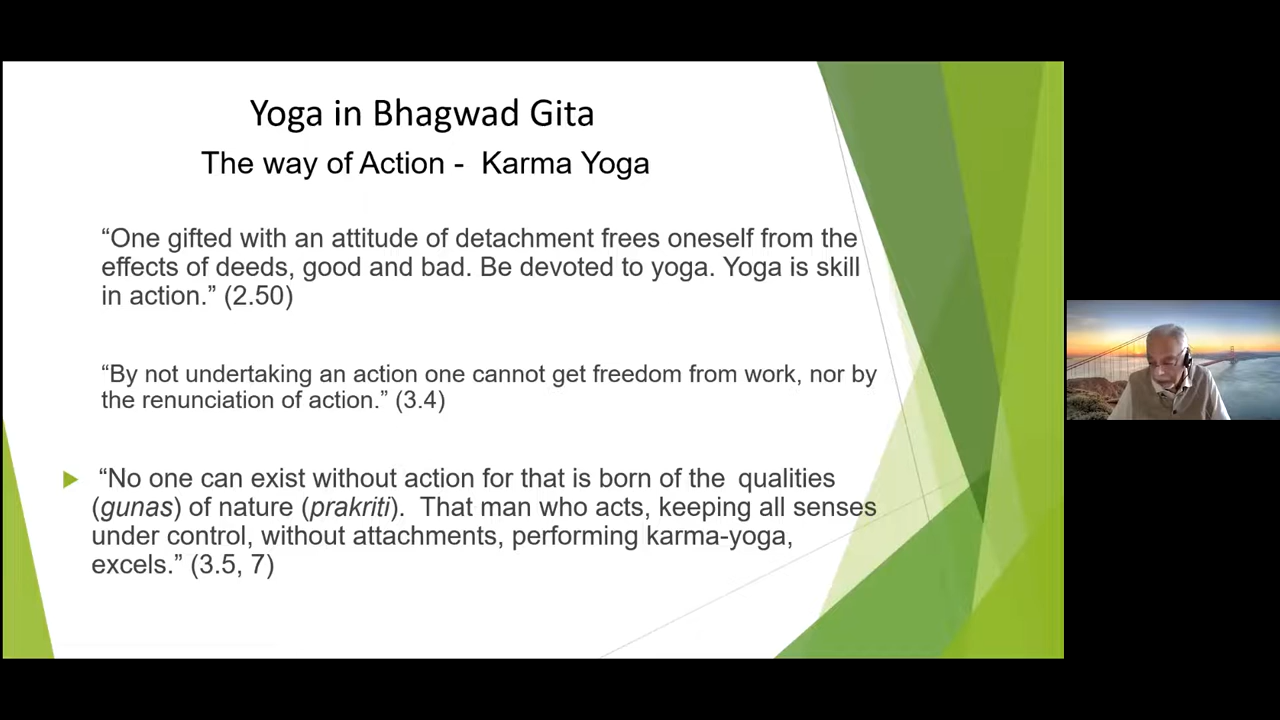 Yoga in Bhagwad Gita
The way of Action - Karma Yoga
“One gifted with an attitude of detachment frees oneself from the
effects of deeds, good and bad. Be devoted to yoga. Yoga is skill
in action.” (2.50)
“By not undertaking an action one cannot get freedom from work, nor by
the renunciation of action.” (3.4)
“No one can exist without action for that is born of the qualities
(gunas) of nature (prakriti). That man who acts, keeping all senses
under control, without attachments, performing karma-yoga,
excels.” (3.5, 7)